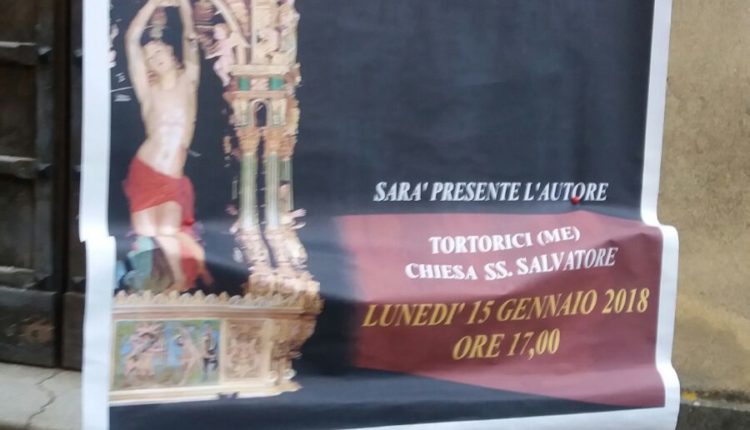 SARA' PRESENTE L'AUTORE
TORTORICI (ME)
CHIESA SS. SALVATORE
LUNEDI' 15 GENNAIO 2018
ORE 17,00